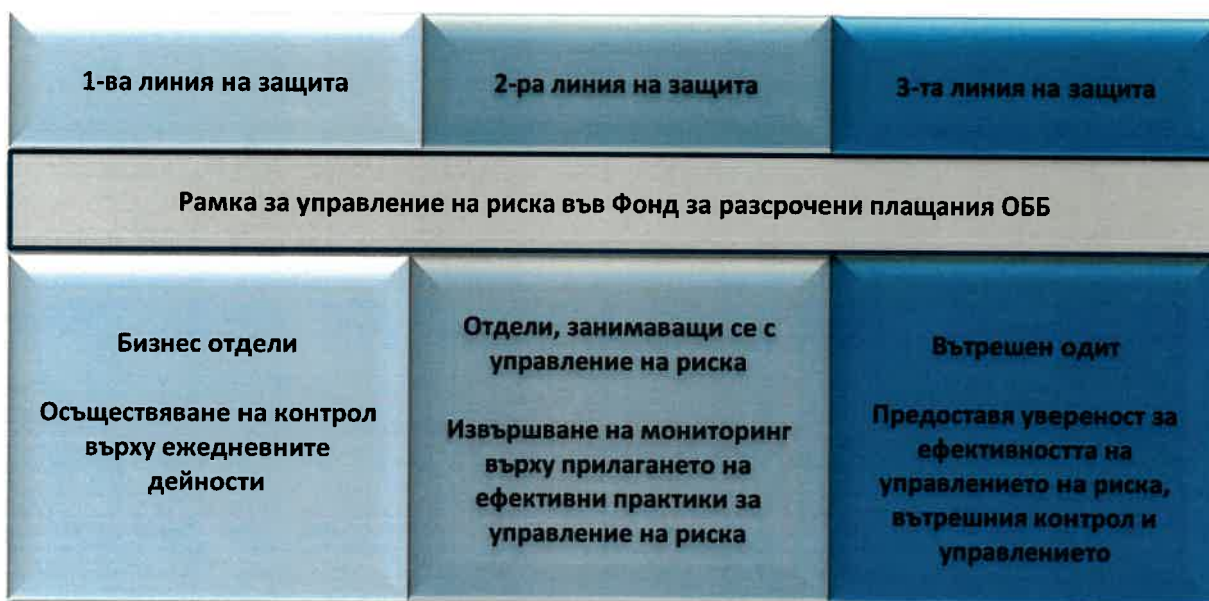 1-ва линия на защита
2-ра линия на защита
3-та линия на защита
Рамка за управление на риска във Фонд за разсрочени плащания ОББ
Бизнес отдели
Осъществяване на контрол
върху ежедневните
дейности
Отдели, занимаващи се с
управление на риска
Извършване на мониторинг
върху прилагането на
ефективни практики за
управление на риска
Вътрешен одит
Предоставя увереност за
ефективността на
управлението на риска,
вътрешния контрол и
управлението